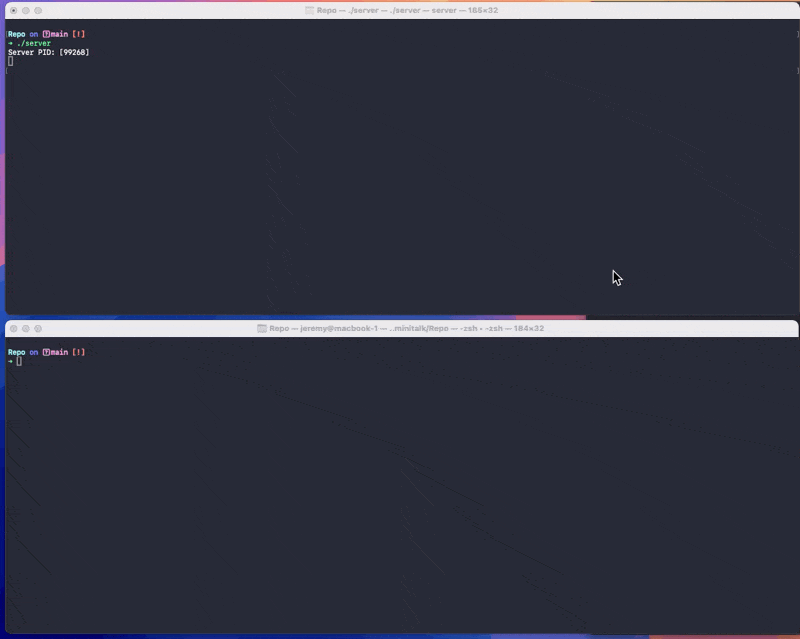 Repo — ./server — ./server — server — 185×32
Repo on main [!]
➜ ./server
Server PID: [99268]
Repo — jeremy@macbook-1 — ..minitalk/Repo — -zsh • -zsh — 184×32
Repo on main [!]
➜